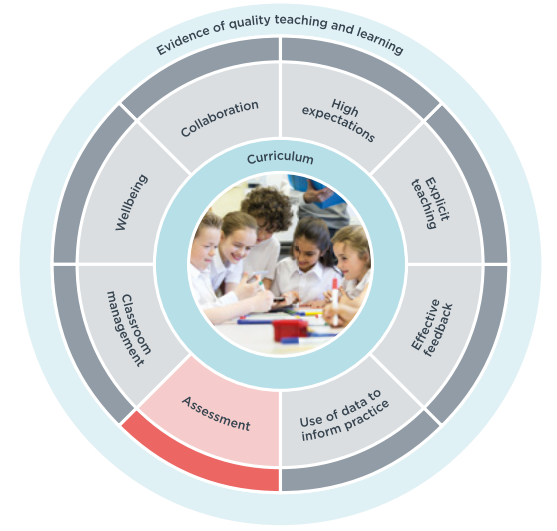 Evidence of quality teaching and learning
High
expectations
Explicit
teaching
Effective
feedback
Use of data to
inform practice
Assessment
Classroom
management
Wellbeing
Collaboration
Curriculum